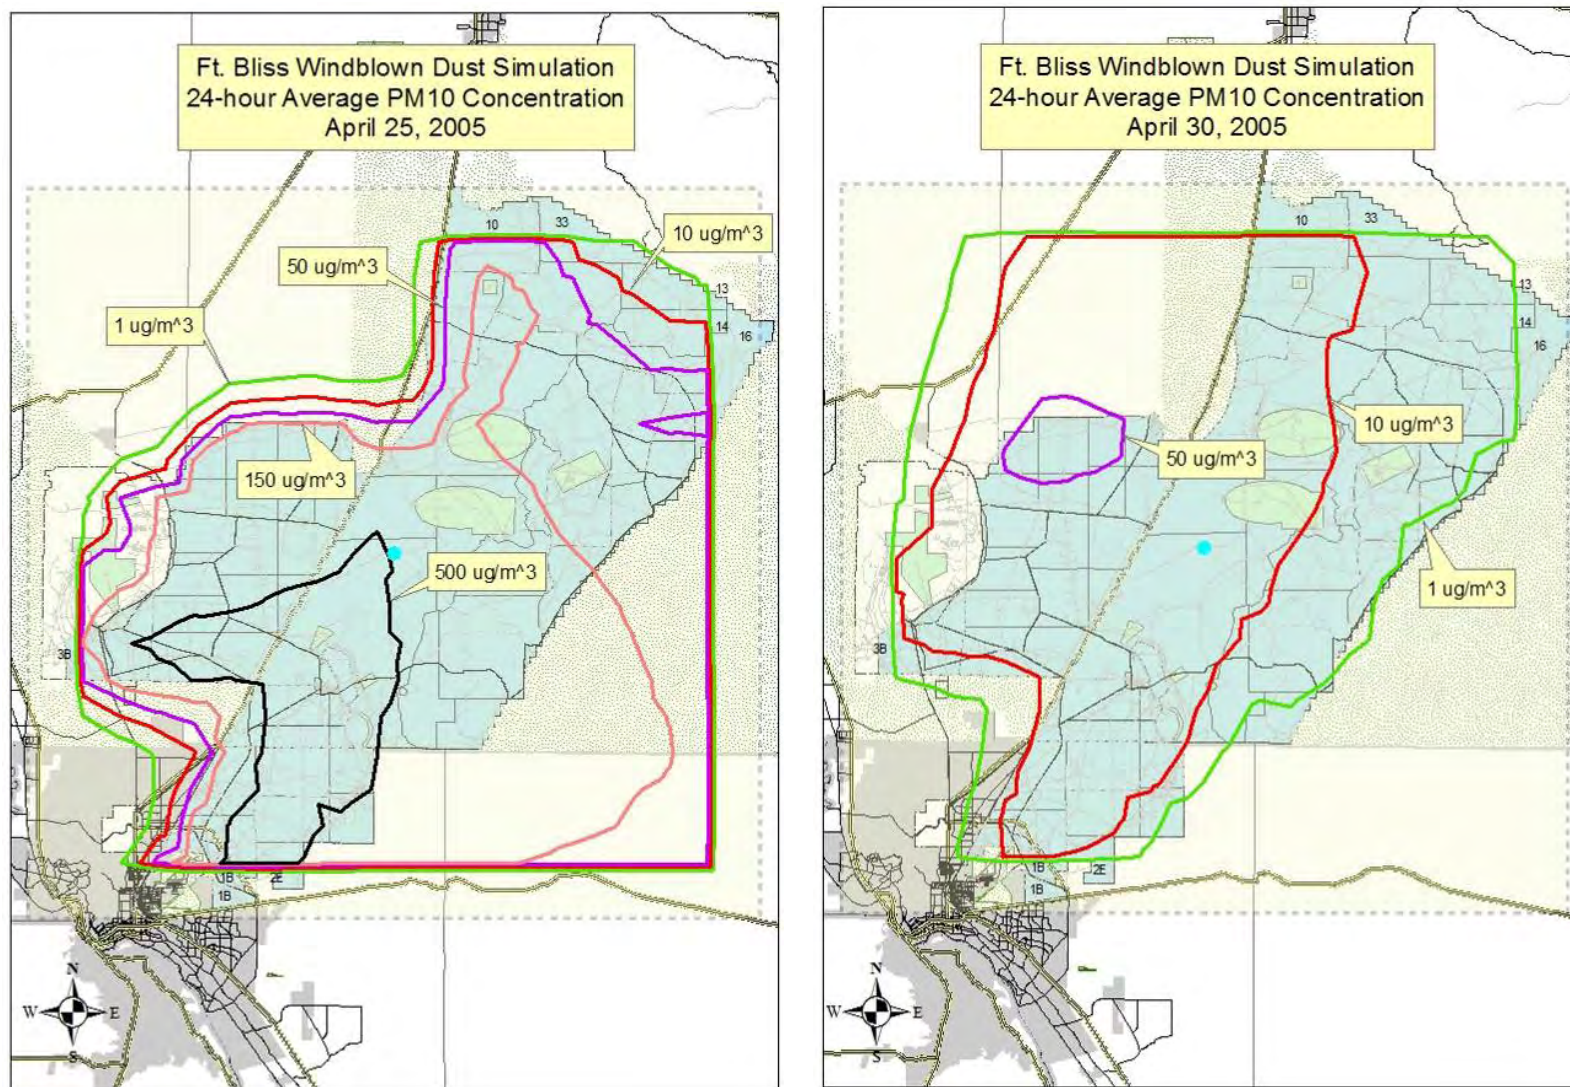 Ft. Bliss Windblown Dust Simulation
24-hour Average PM10 Concentration
April 25, 2005
10
33
10 ug/m^3
50 ug/m^3
13
1 ug/m^3
14
16
150 ug/m^3
500 ug/m^3
3B
1B
2E
1B
N
W
E
S
Ft. Bliss Windblown Dust Simulation
24-hour Average PM10 Concentration
April 30, 2005
10
33
13
14
16
10 ug/m^3
50 ug/m^3
1 ug/m^3
3B
1B
2E
1B
N
W
E
S